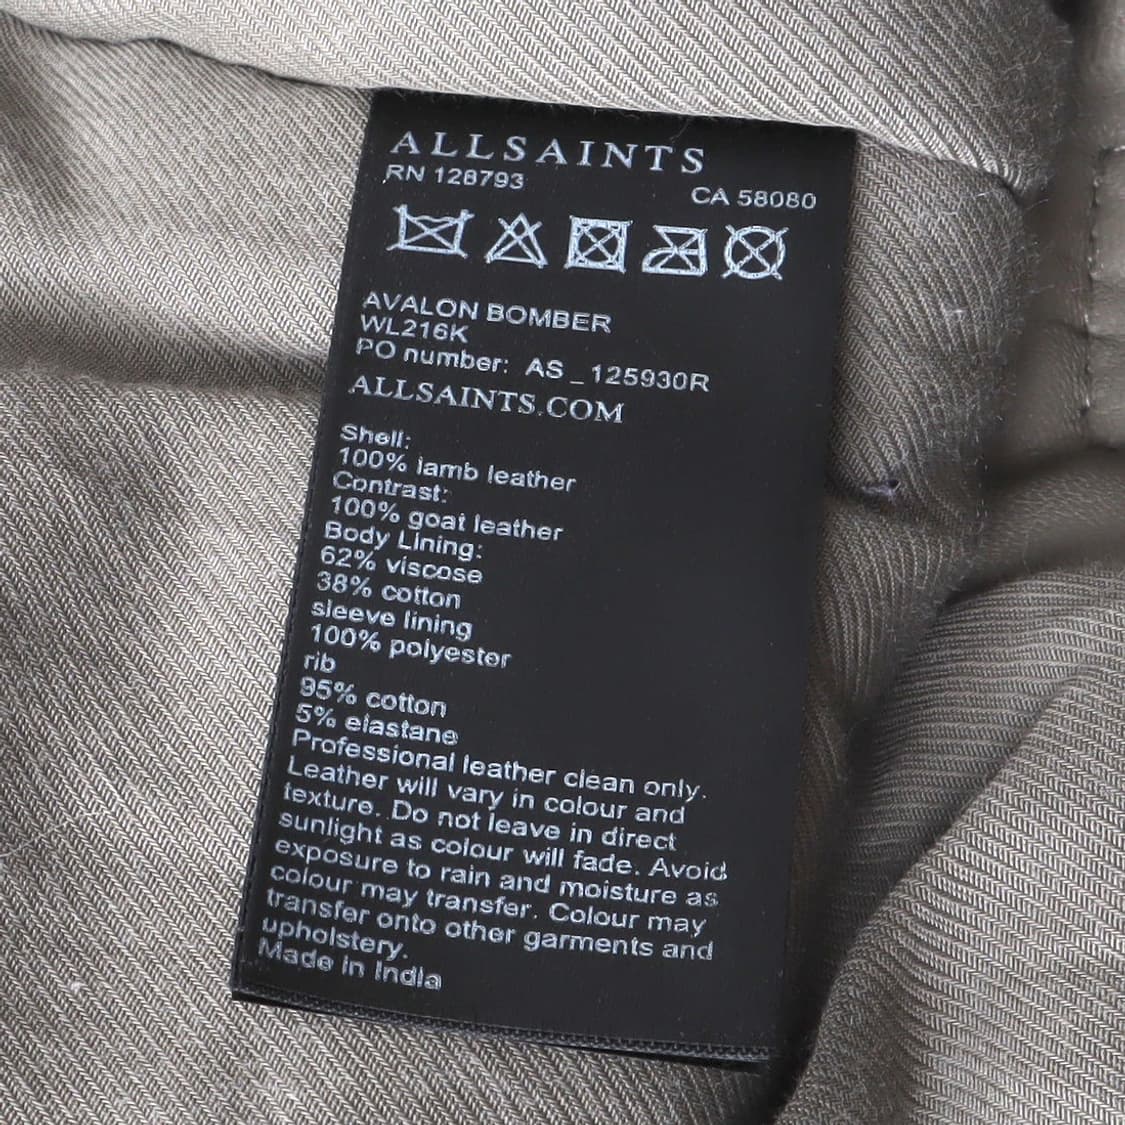 ALLSAINTS
RN 128793
CA 58080
AVALON BOMBER
WL216K
PO number: AS_125930R
ALLSAINTS.COM
Shell:
100% lamb leather
Contrast:
100% goat leather
Body Lining:
62% viscose
38% cotton
sleeve lining
100% polyester
rib
95% cotton
5% elastane
Professional leather clean only.
Leather will vary in colour and
texture. Do not leave in direct
sunlight as colour will fade. Avoid
exposure to rain and moisture as
colour may transfer. Colour may
transfer onto other garments and
upholstery.
Made in India